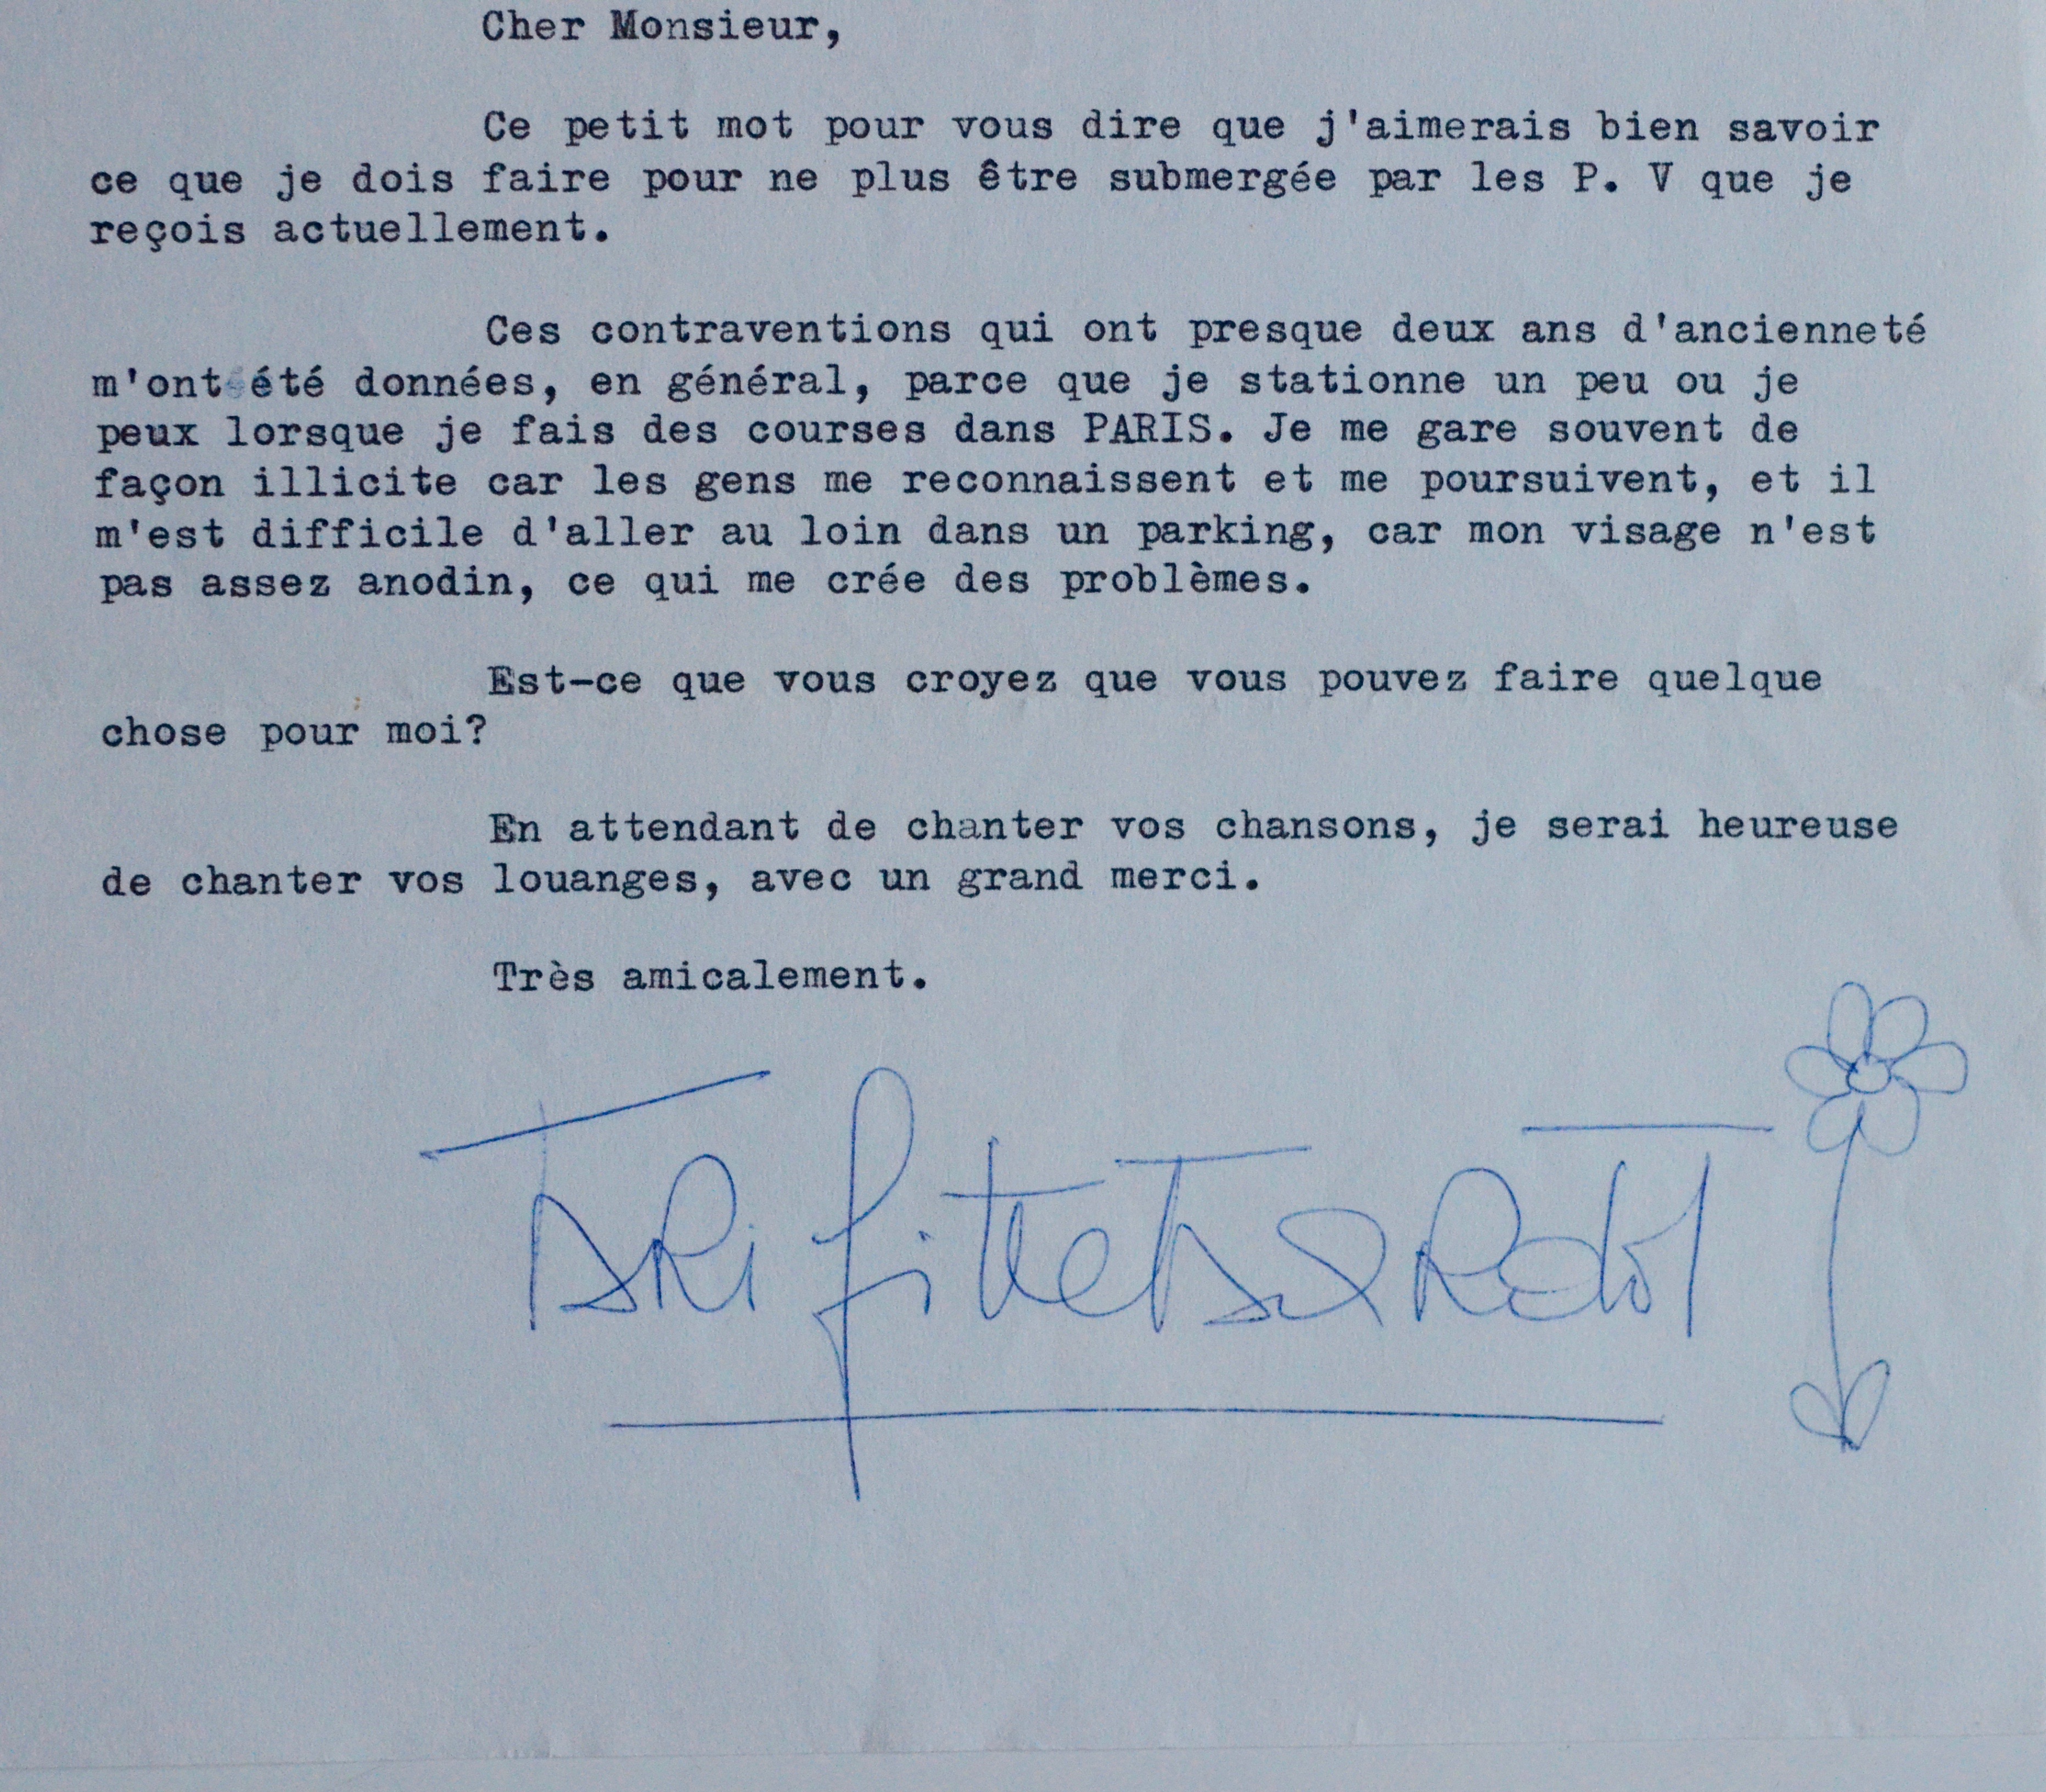 Cher Monsieur,
Ce petit mot pour vous dire que j'aimerais bien savoir
ce que je dois faire pour ne plus être submergée par les P. V que je
reçois actuellement.
Ces contraventions qui ont presque deux ans d'ancienneté
m'ont été données, en général, parce que je stationne un peu ou je
peux lorsque je fais des courses dans PARIS. Je me gare souvent de
façon illicite car les gens me reconnaissent et me poursuivent, et il
m'est difficile d'aller au loin dans un parking, car mon visage n'est
pas assez anodin, ce qui me crée des problèmes.
Est-ce que vous croyez que vous pouvez faire quelque
chose pour moi?
En attendant de chanter vos chansons, je serai heureuse
de chanter vos louanges, avec un grand merci.
Très amicalement.
BRigitte BARdot